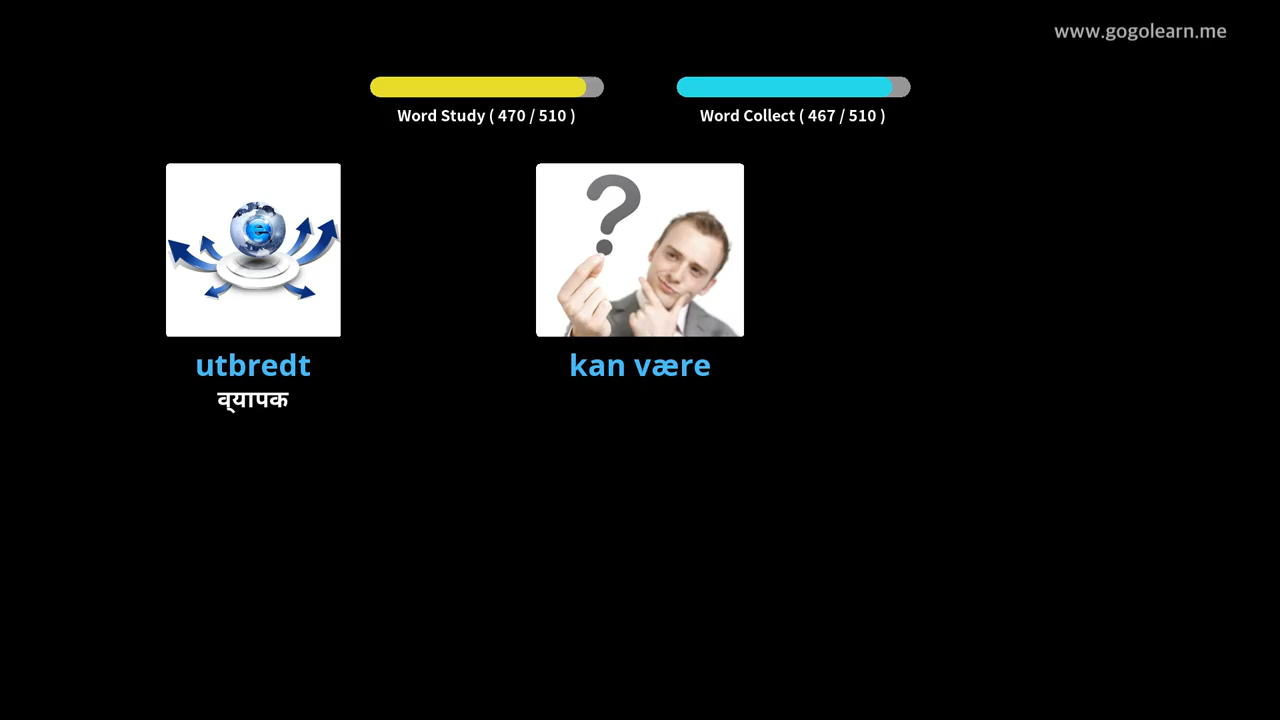 www.gogolearn.me
Word Study ( 470 / 510 )
Word Collect ( 467 / 510 )
e
?
utbredt
व्यापक
kan være